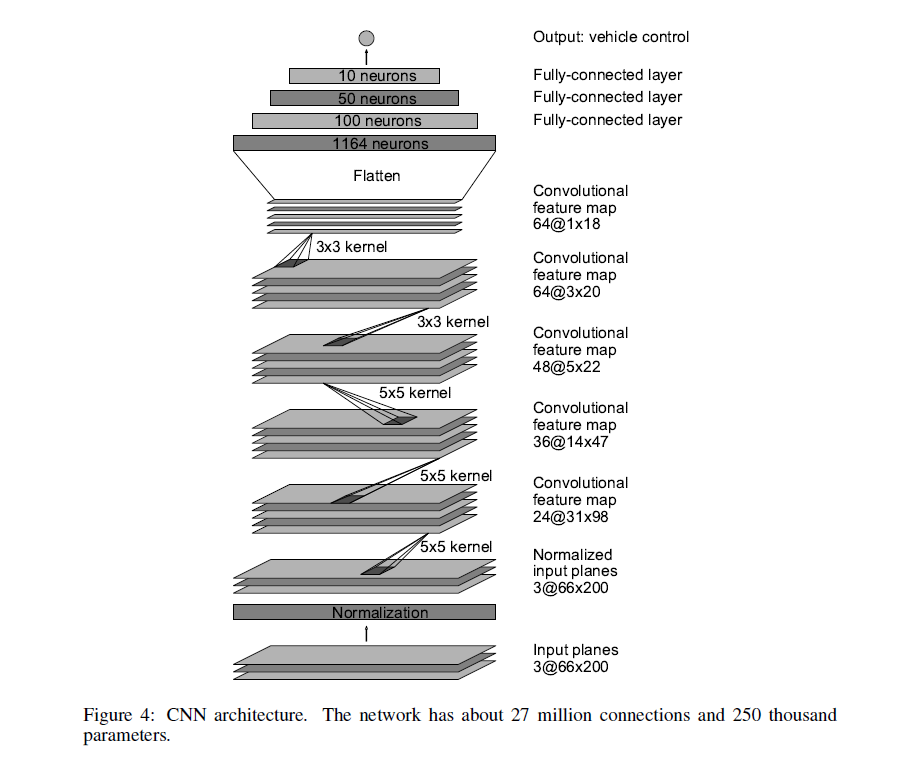 Output: vehicle control
10 neurons
Fully-connected layer
50 neurons
Fully-connected layer
100 neurons
Fully-connected layer
1164 neurons
Flatten
Convolutional
feature map
64@1x18
3x3 kernel
Convolutional
feature map
64@3x20
3x3 kernel
Convolutional
feature map
48@5x22
5x5 kernel
Convolutional
feature map
36@14x47
5x5 kernel
Convolutional
feature map
24@31x98
5x5 kernel
Normalized
input planes
3@66x200
Normalization
Input planes
3@66x200
Figure 4: CNN architecture. The network has about 27 million connections and 250 thousand
parameters.